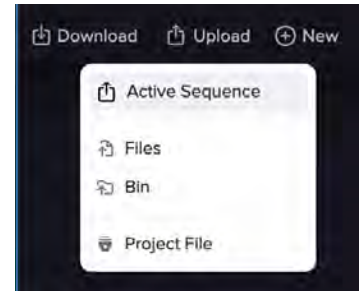 Download Upload New
Active Sequence
Files
Bin
Project File